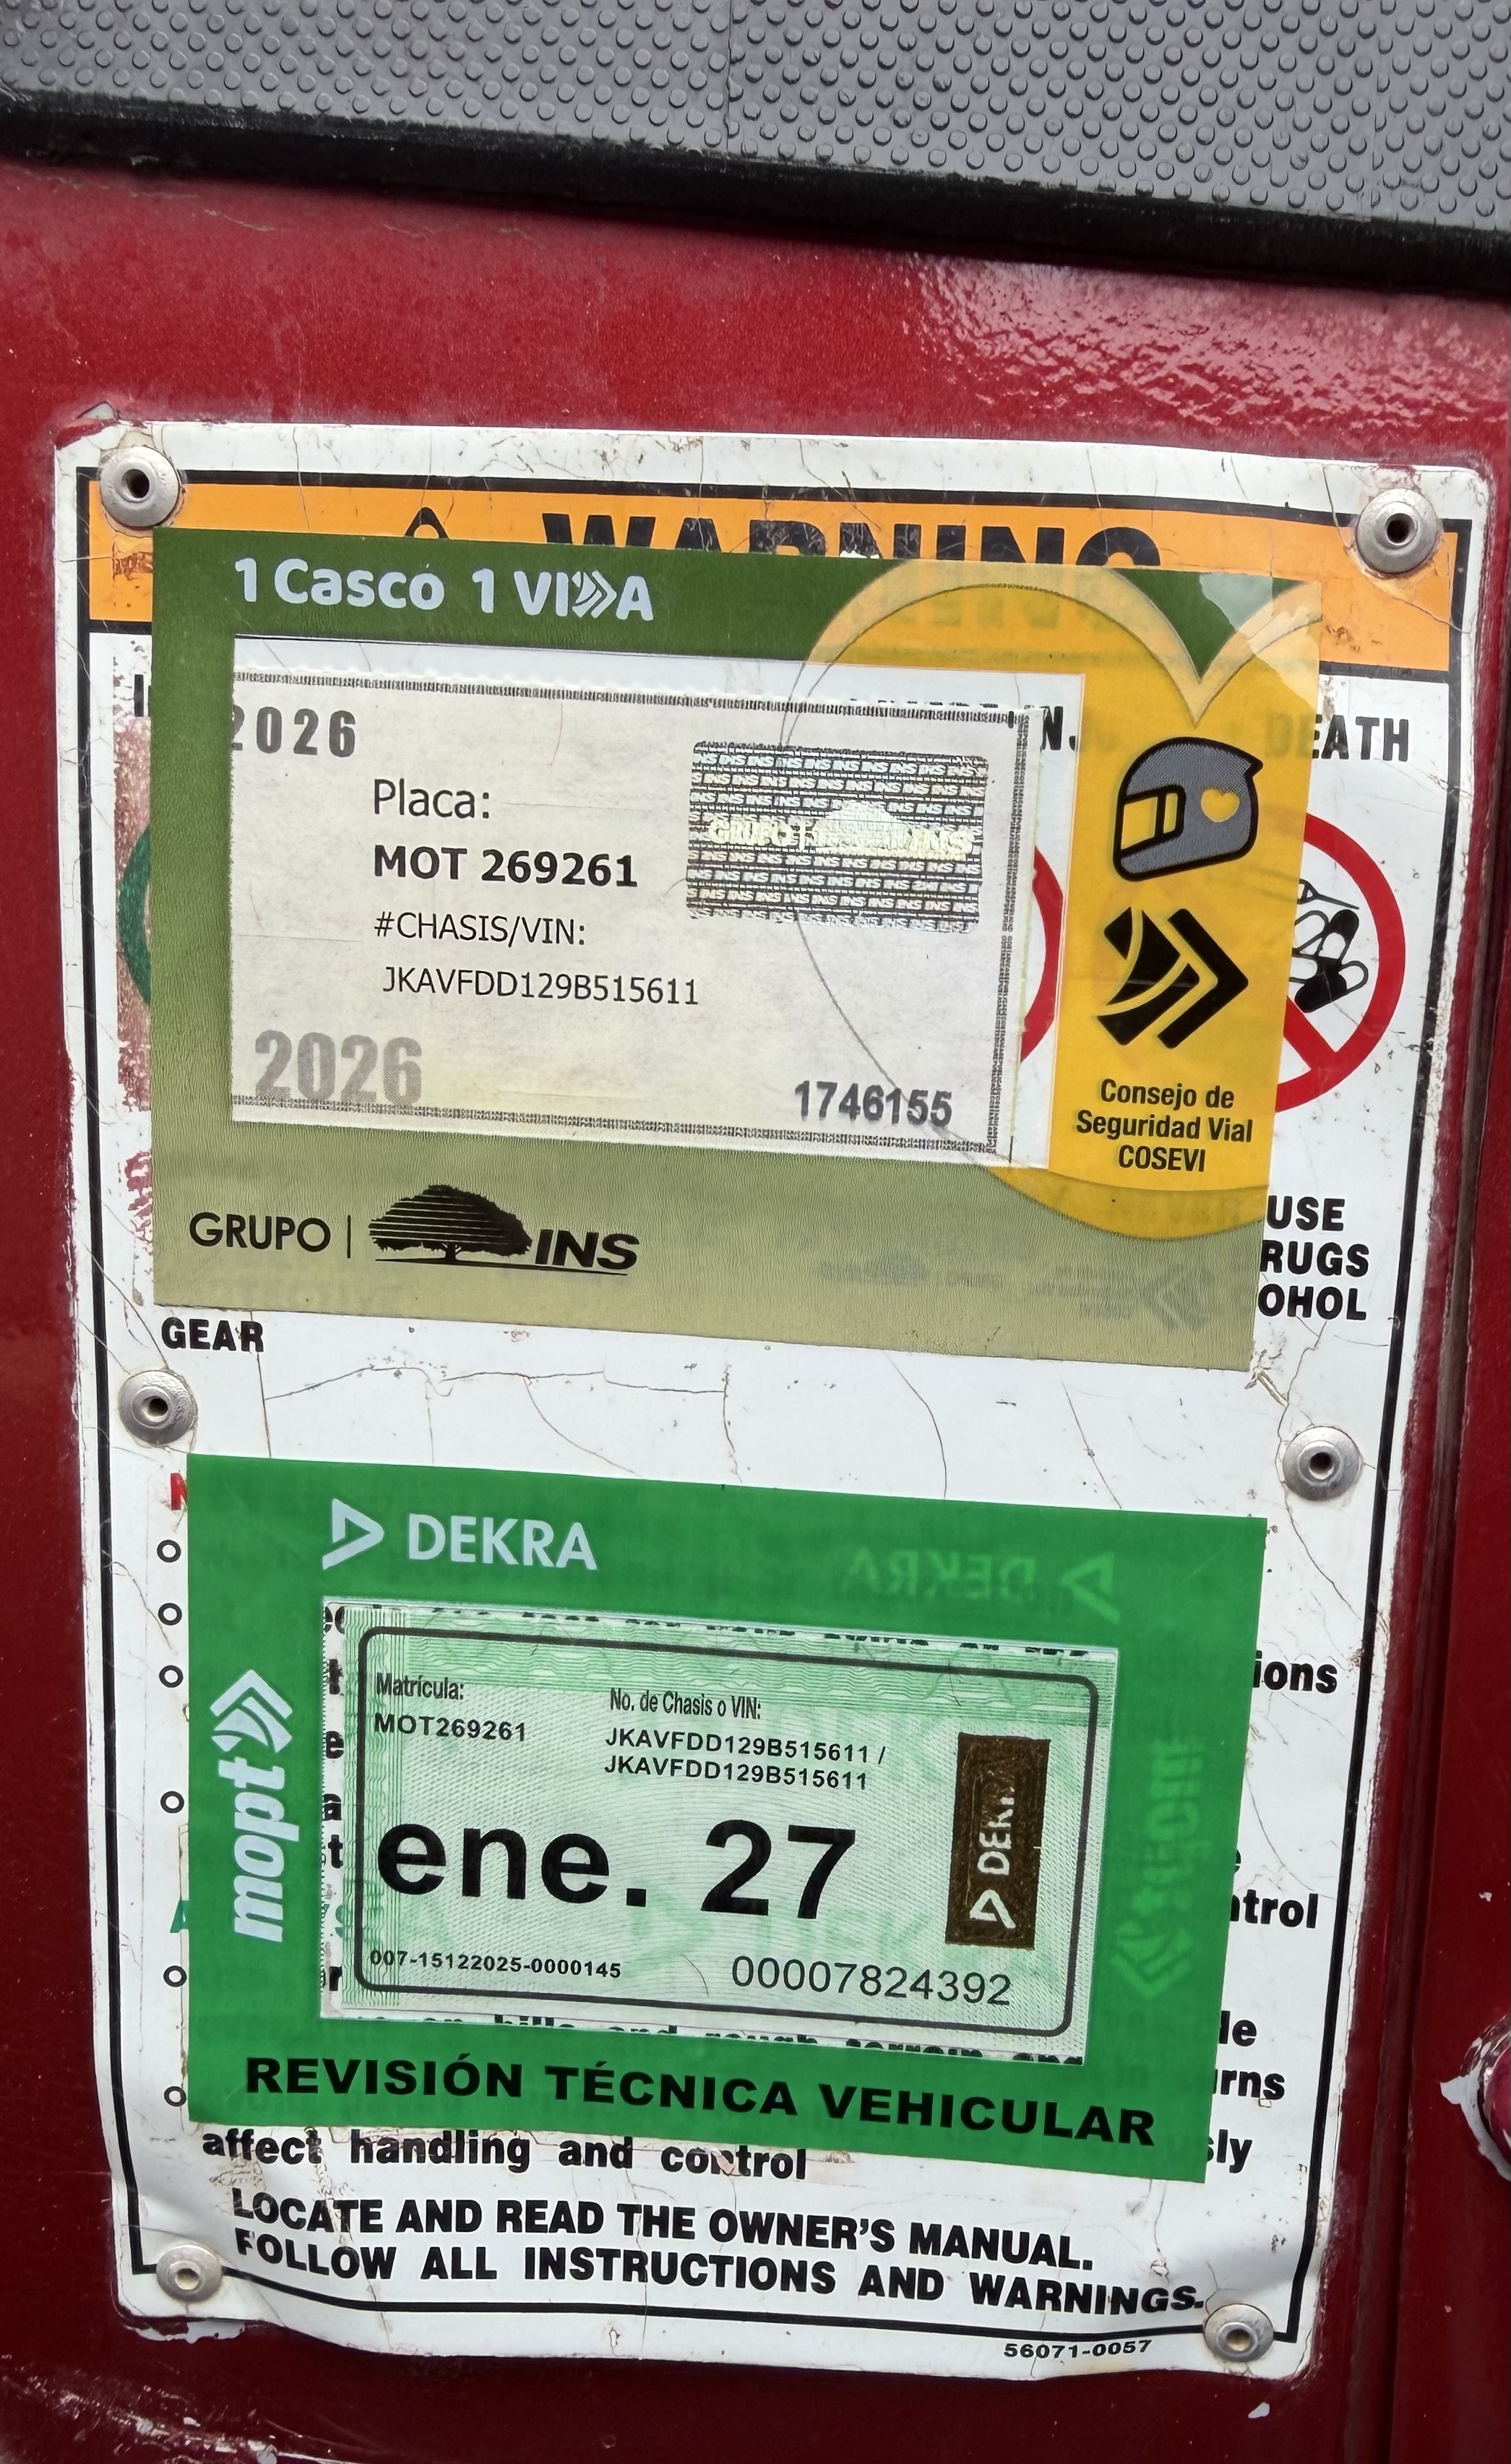 WARNING
1 Casco 1 VIDA
2026
Placa:
MOT 269261
#CHASIS/VIN:
JKAVFDD129B515611
2026
1746155
DEATH
Consejo de
Seguridad Vial
COSEVI
GRUPO | INS
USE
RUGS
OHOL
GEAR
DEKRA
mopt
Matrícula:
MOT269261
No. de Chasis o VIN:
JKAVFDD129B515611 /
JKAVFDD129B515611
ene. 27
DEKRA
007-15122025-0000145
00007824392
ions
ntrol
de
urns
sly
REVISIÓN TÉCNICA VEHICULAR
affect handling and control
LOCATE AND READ THE OWNER'S MANUAL.
FOLLOW ALL INSTRUCTIONS AND WARNINGS.
56071-0057